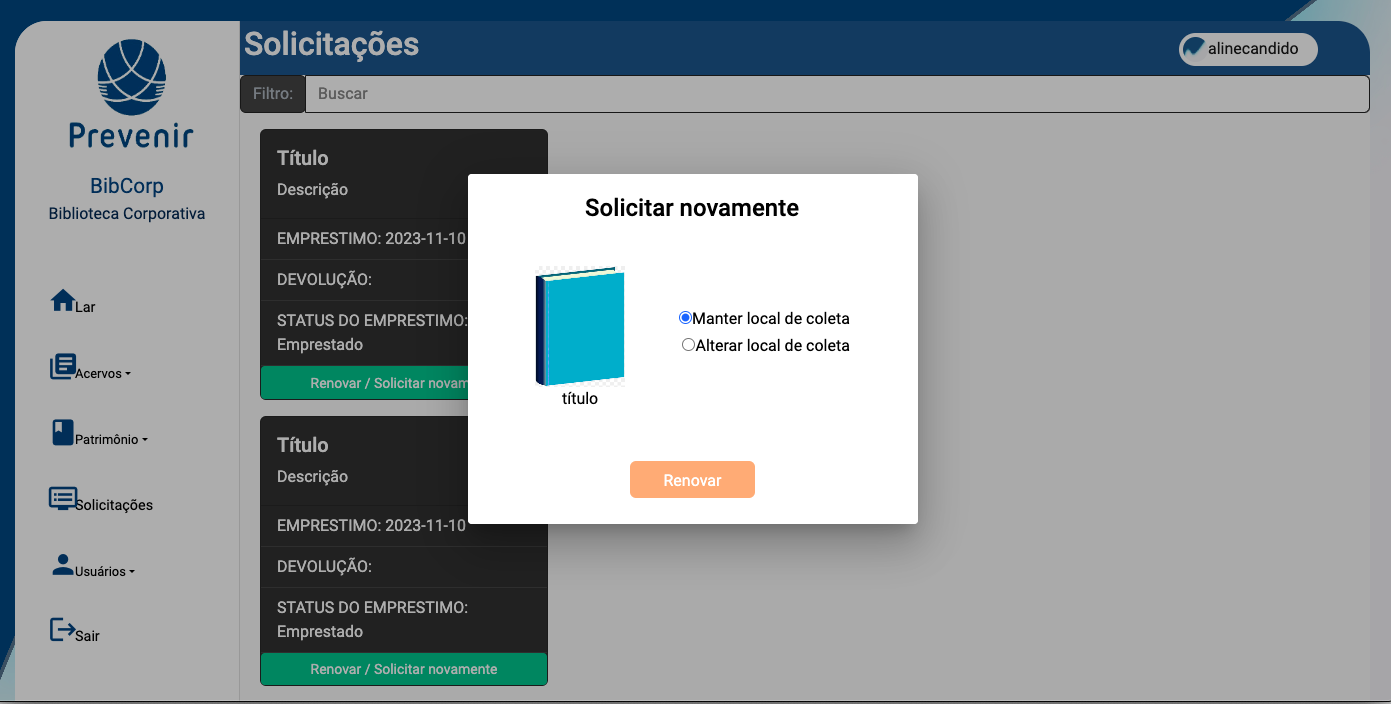 Solicitações
alinecandido
Prevenir
BibCorp
Biblioteca Corporativa
Lar
Acervos
Patrimônio
Solicitações
Usuários
Sair
Filtro:
Buscar
Título
Descrição
EMPRESTIMO: 2023-11-10
DEVOLUÇÃO:
STATUS DO EMPRESTIMO:
Emprestado
Renovar / Solicitar novam
Título
Descrição
EMPRESTIMO: 2023-11-10
DEVOLUÇÃO:
STATUS DO EMPRESTIMO:
Emprestado
Renovar / Solicitar novamente
Solicitar novamente
título
Manter local de coleta
Alterar local de coleta
Renovar